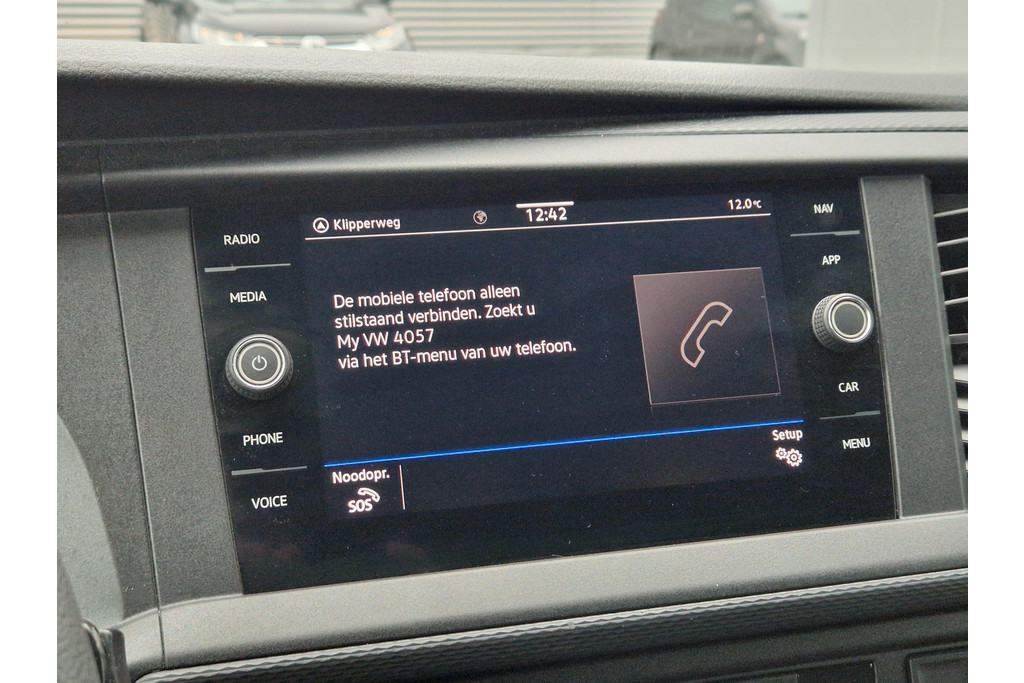 Klipperweg
12:42
12.0°C
RADIO
MEDIA
PHONE
VOICE
De mobiele telefoon alleen
stilstaand verbinden. Zoekt u
My VW 4057
via het BT-menu van uw telefoon.
Noodopr.
SOS
Setup
NAV
APP
CAR
MENU